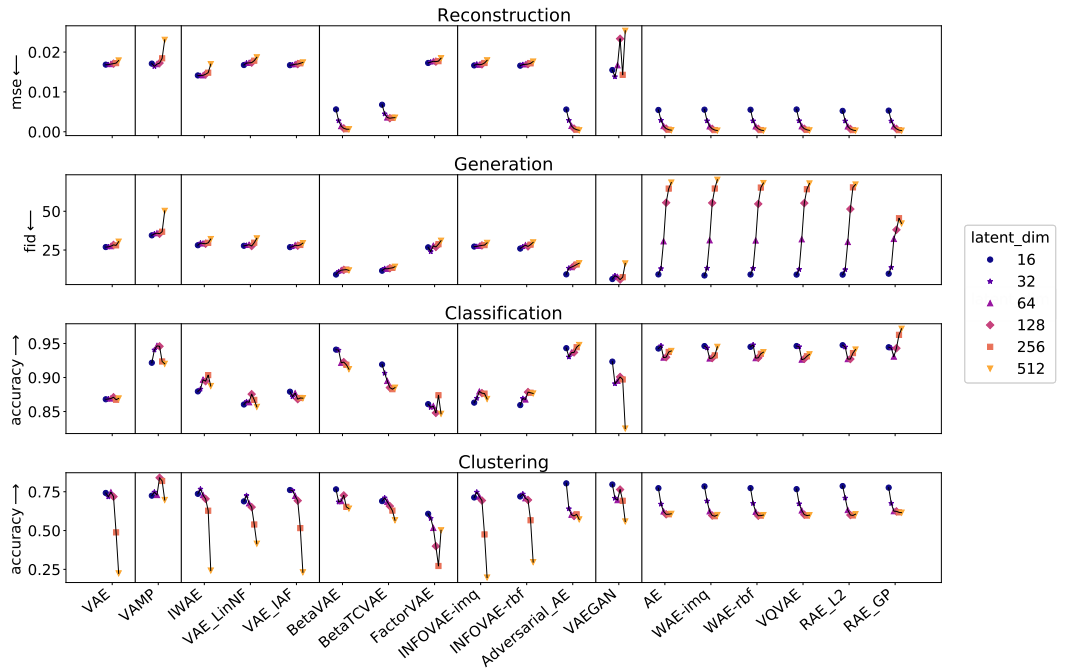 Reconstruction
mse ⟵
0.02
0.01
0.00
Generation
fid ⟵
50
25
Classification
accuracy ⟶
0.95
0.90
0.85
Clustering
accuracy ⟶
0.75
0.50
0.25
VAE
VAMP
IWAE
VAE_LinNF
VAE_IAF
BetaVAE
BetaTCVAE
FactorVAE
INFOVAE-imq
INFOVAE-rbf
Adversarial_AE
VAEGAN
AE
WAE-imq
WAE-rbf
VQVAE
RAE_L2
RAE_GP
latent_dim
16
32
64
128
256
512